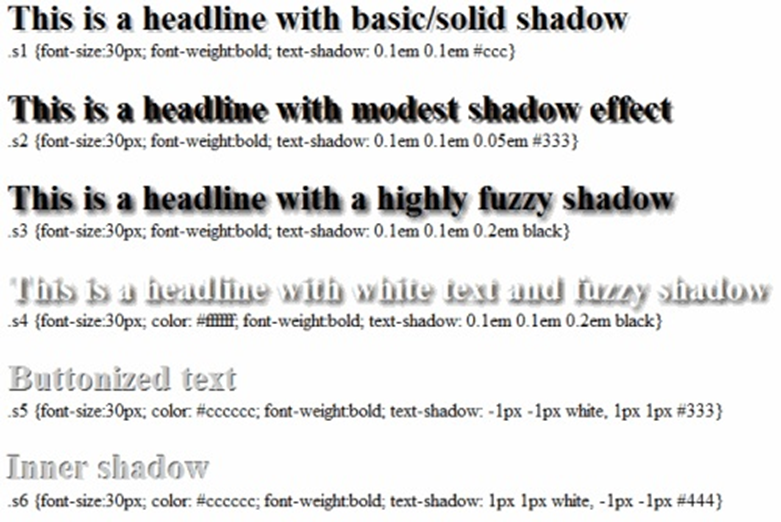 This is a headline with basic/solid shadow
.s1 {font-size:30px; font-weight:bold; text-shadow: 0.1em 0.1em #ccc}
This is a headline with modest shadow effect
.s2 {font-size:30px; font-weight:bold; text-shadow: 0.1em 0.1em 0.05em #333}
This is a headline with a highly fuzzy shadow
.s3 {font-size:30px; font-weight:bold; text-shadow: 0.1em 0.1em 0.2em black}
This is a headline with white text and fuzzy shadow
.s4 {font-size:30px; color: #ffffff; font-weight:bold; text-shadow: 0.1em 0.1em 0.2em black}
Buttonized text
.s5 {font-size:30px; color: #cccccc; font-weight:bold; text-shadow: -1px -1px white, 1px 1px #333}
Inner shadow
.s6 {font-size:30px; color: #cccccc; font-weight:bold; text-shadow: 1px 1px white, -1px -1px #444}